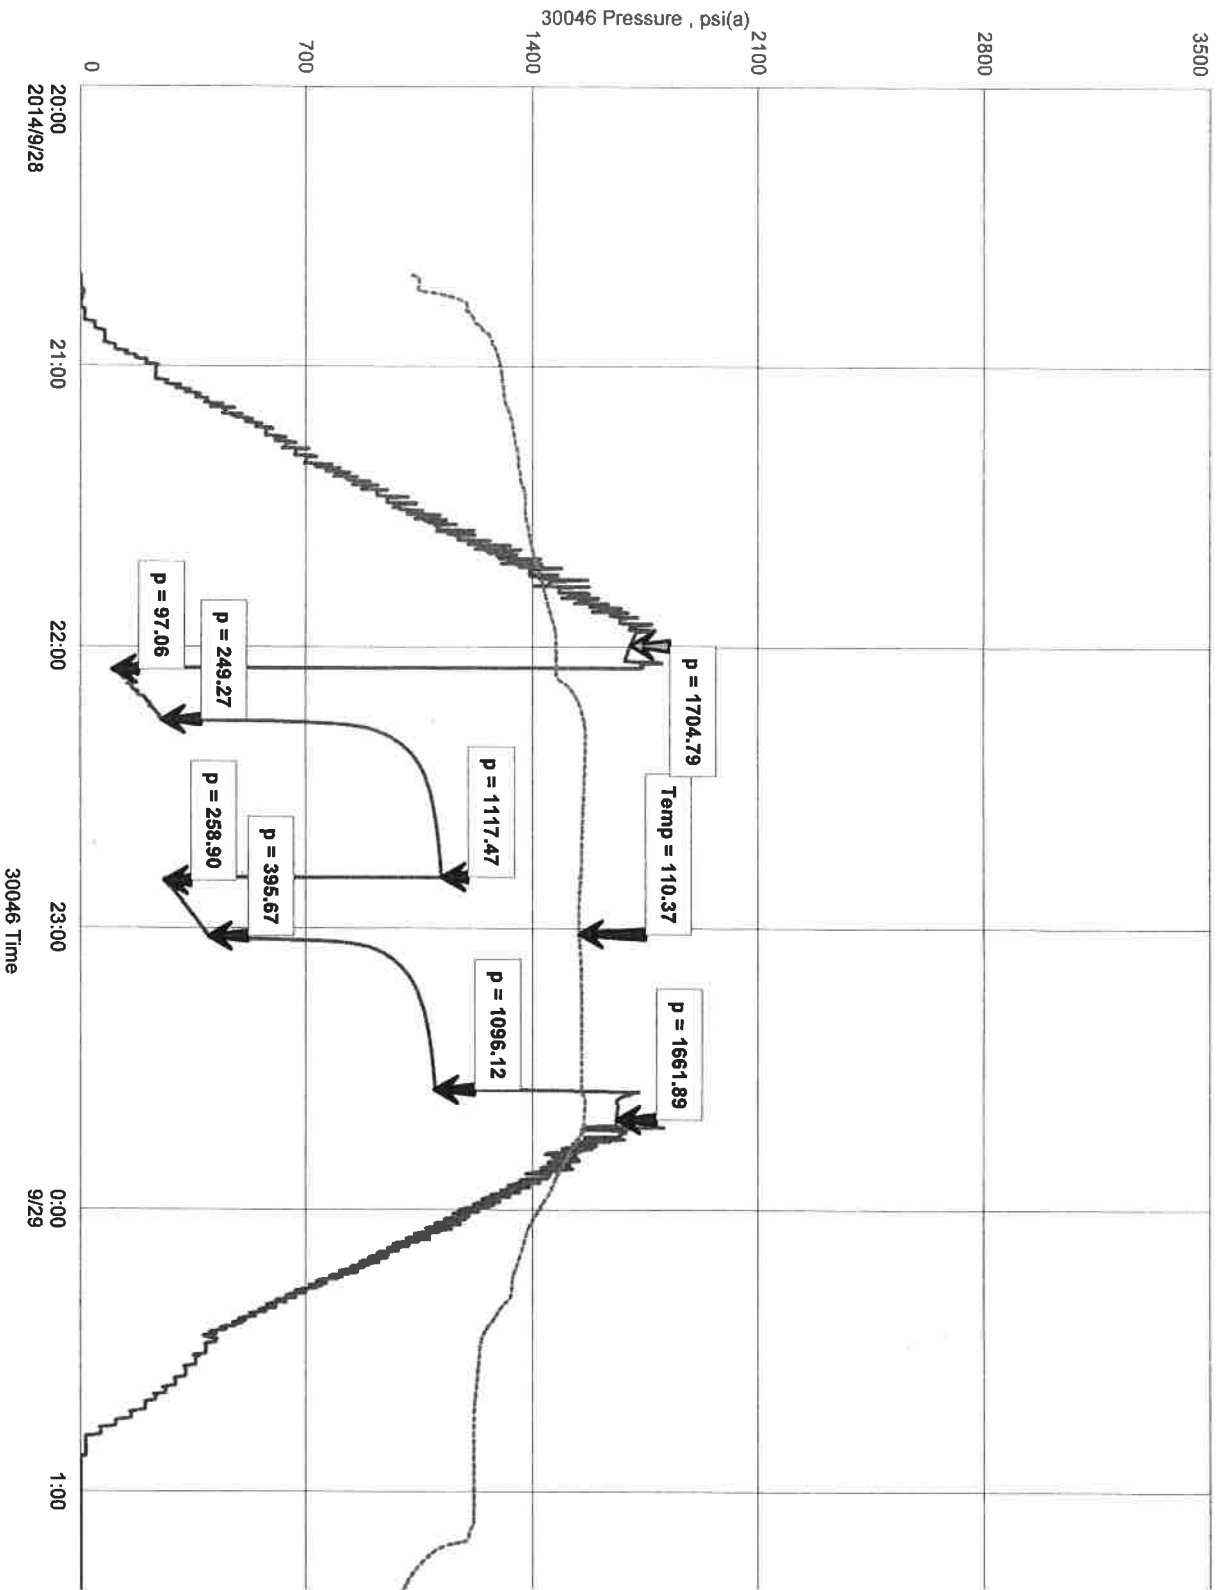 30046 Pressure , psi(a)
3500
2800
2100
1400
700
0
p = 1704.79
Temp = 110.37
p = 1661.89
p = 1117.47
p = 1096.12
p = 249.27
p = 97.06
p = 395.67
p = 258.90
20:00
21:00
22:00
23:00
0:00
1:00
2014/9/28
9/29
30046 Time